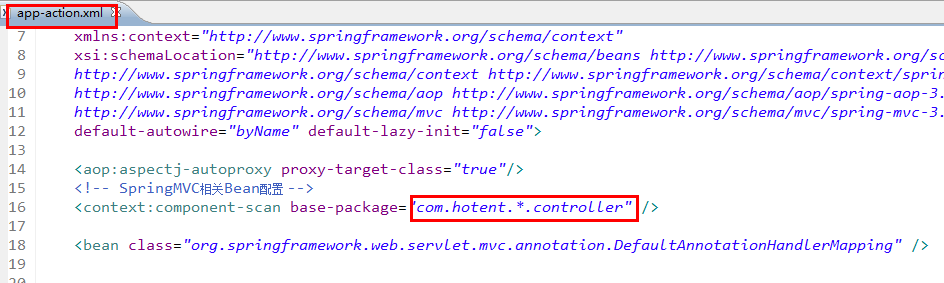 app-action.xml
7 xmlns:context="http://www.springframework.org/schema/context"
8 xsi:schemaLocation="http://www.springframework.org/schema/beans http://www.springframework.org/sc
9 http://www.springframework.org/schema/context http://www.springframework.org/schema/context/sprin
10 http://www.springframework.org/schema/aop http://www.springframework.org/schema/aop/spring-aop-3.
11 http://www.springframework.org/schema/mvc http://www.springframework.org/schema/mvc/spring-mvc-3.
12 default-autowire="byName" default-lazy-init="false">
13
14 <aop:aspectj-autoproxy proxy-target-class="true"/>
15 <!-- SpringMVC相关Bean配置 -->
16 <context:component-scan base-package="com.hotent.*.controller" />
17
18 <bean class="org.springframework.web.servlet.mvc.annotation.DefaultAnnotationHandlerMapping" />
19
20